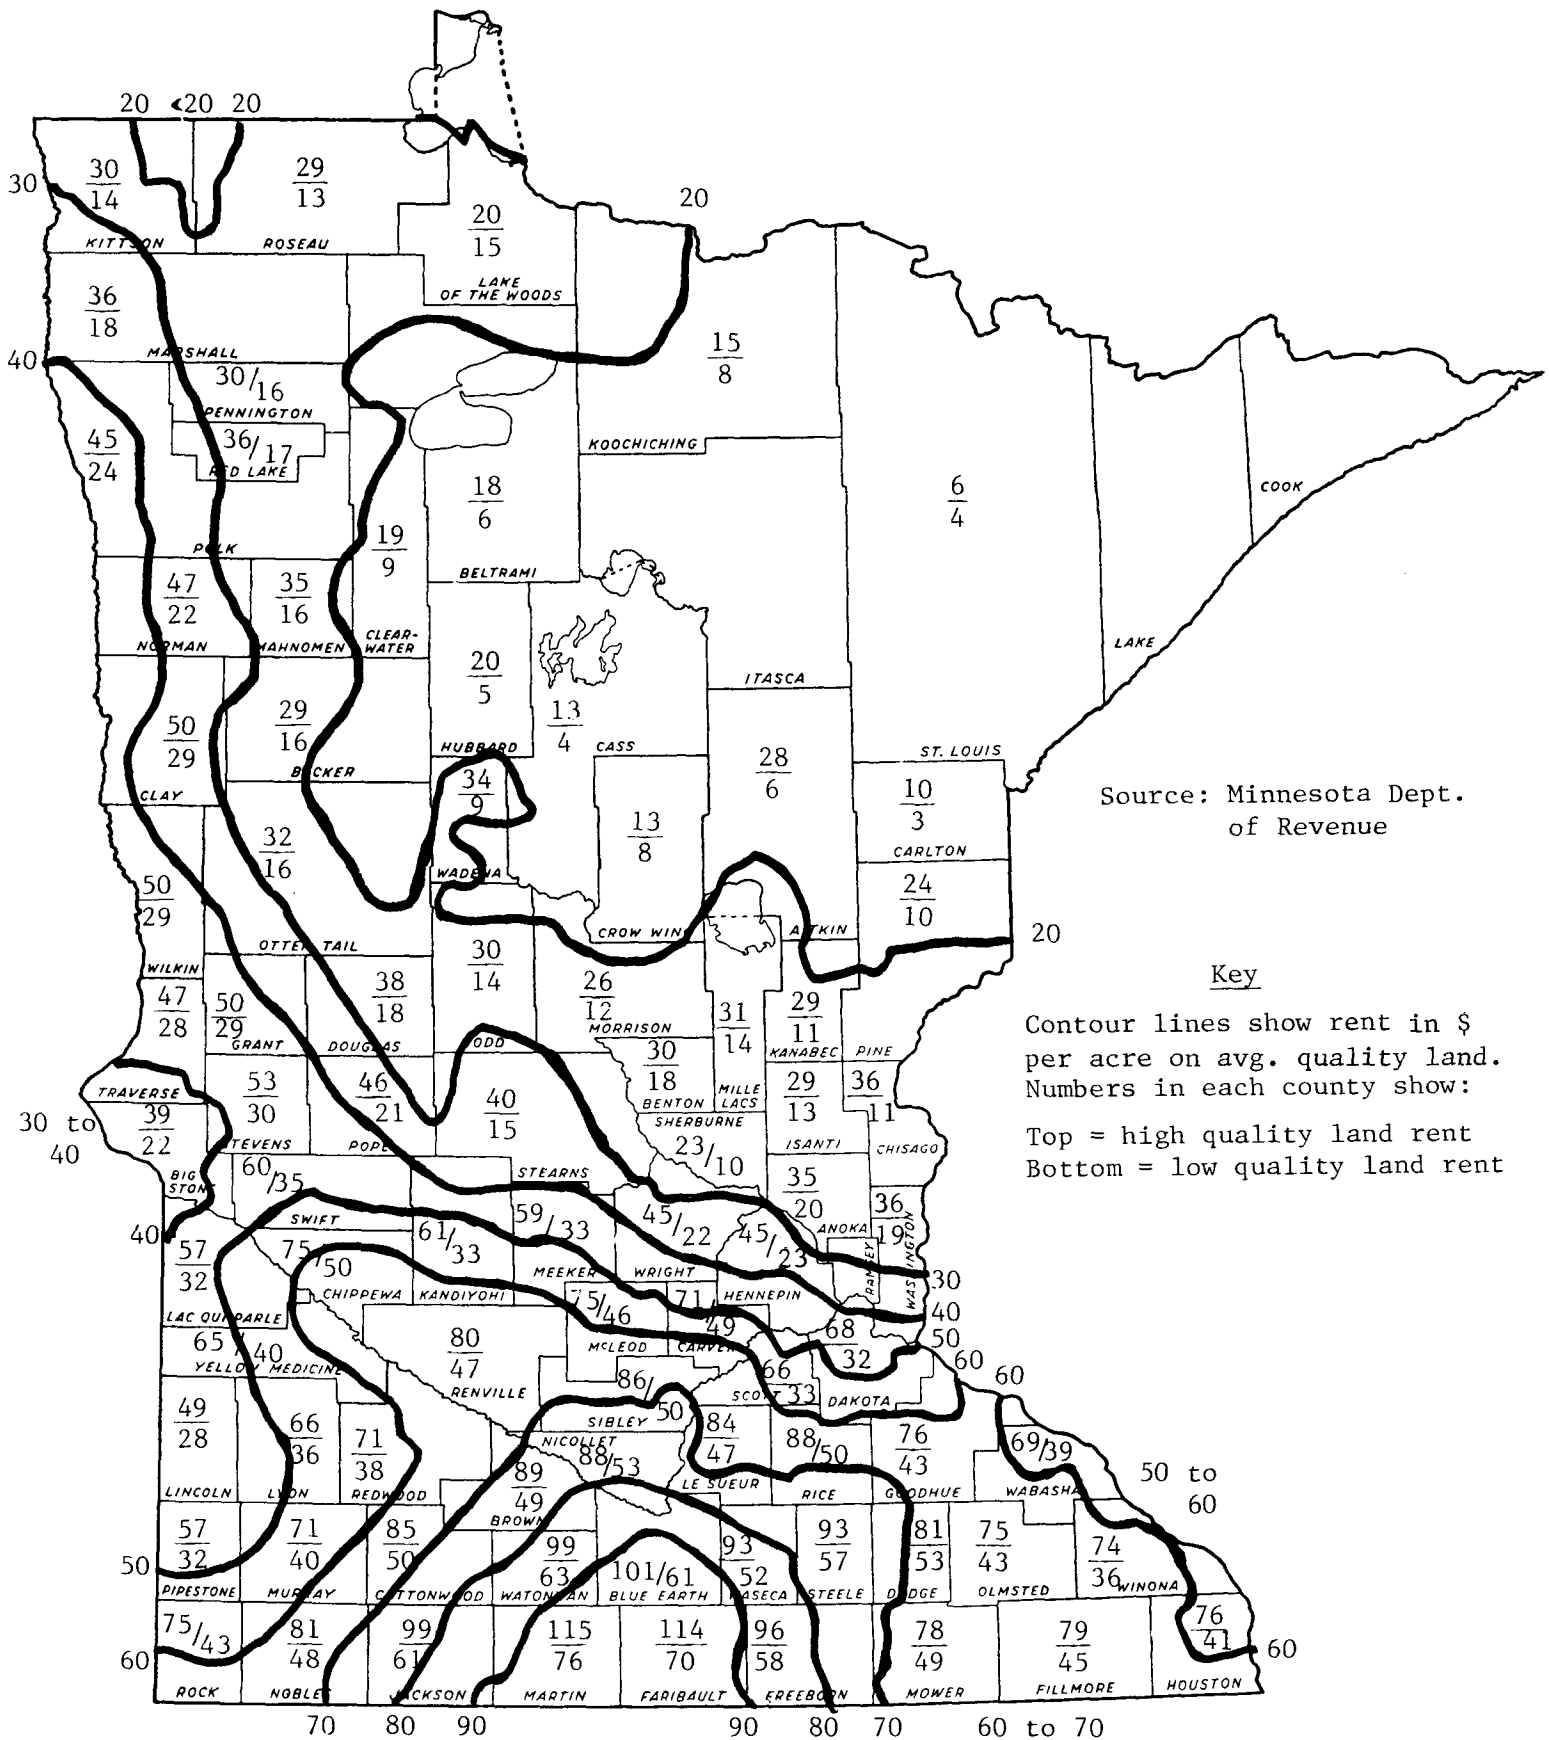 20 <20 20
30
30
14
KITTSON
29
13
ROSEAU
20
20
15
LAKE
OF THE WOODS
36
18
MARSHALL
40
30/16
PENNINGTON
15
8
KOOCHICHING
45
24
36/17
RED LAKE
POLK
18
6
BELTRAMI
6
4
COOK
LAKE
ST. LOUIS
19
9
CLEAR-
WATER
47
22
NORMAN
35
16
MAHNOMEN
20
5
HUBBARD
ITASCA
50
29
CLAY
29
16
BECKER
13
4
CASS
28
6
AITKIN
34
9
WADENA
13
8
CROW WING
10
3
CARLTON
Source: Minnesota Dept.
of Revenue
32
16
OTTER TAIL
50
29
WILKIN
24
10
PINE
20
Key
Contour lines show rent in $
per acre on avg. quality land.
Numbers in each county show:
Top = high quality land rent
Bottom = low quality land rent
47
28
TRAVERSE
50
29
GRANT
38
18
DOUGLAS
30
14
TODD
26
12
MORRISON
31
14
MILLE
LACS
29
11
KANABEC
30 to
40
39
22
BIG
STONE
53
30
STEVENS
46
21
POPE
40
15
STEARNS
30
18
BENTON
SHERBURNE
23/10
29
13
ISANTI
36
11
CHISAGO
40
60/35
SWIFT
35
20
ANOKA
36
19
WASHINGTON
RAMSEY
57
32
LAC QUI PARLE
75/50
CHIPPEWA
61/33
KANDIYOHI
59/33
MEEKER
45/22
WRIGHT
45/23
HENNEPIN
30
40
50
60
60
65/40
YELLOW MEDICINE
80
47
RENVILLE
75/46
McLEOD
71/49
CARVER
68
32
DAKOTA
66
33
SCOTT
49
28
LINCOLN
66
36
LYON
71
38
REDWOOD
86/50
SIBLEY
NICOLLET
88/53
84
47
LE SUEUR
88/50
RICE
76
43
GOODHUE
69/39
WABASHA
50 to
60
89
49
BROWN
50
57
32
PIPESTONE
71
40
MURRAY
85
50
COTTONWOOD
99
63
WATONWAN
101/61
BLUE EARTH
93
52
WASECA
93
57
STEELE
81
53
DODGE
75
43
OLMSTED
74
36
WINONA
60
75/43
ROCK
81
48
NOBLES
99
61
JACKSON
115
76
MARTIN
114
70
FARIBAULT
96
58
FREEBORN
78
49
MOWER
79
45
FILLMORE
76
41
HOUSTON
60
70 80 90 90 80 70 60 to 70